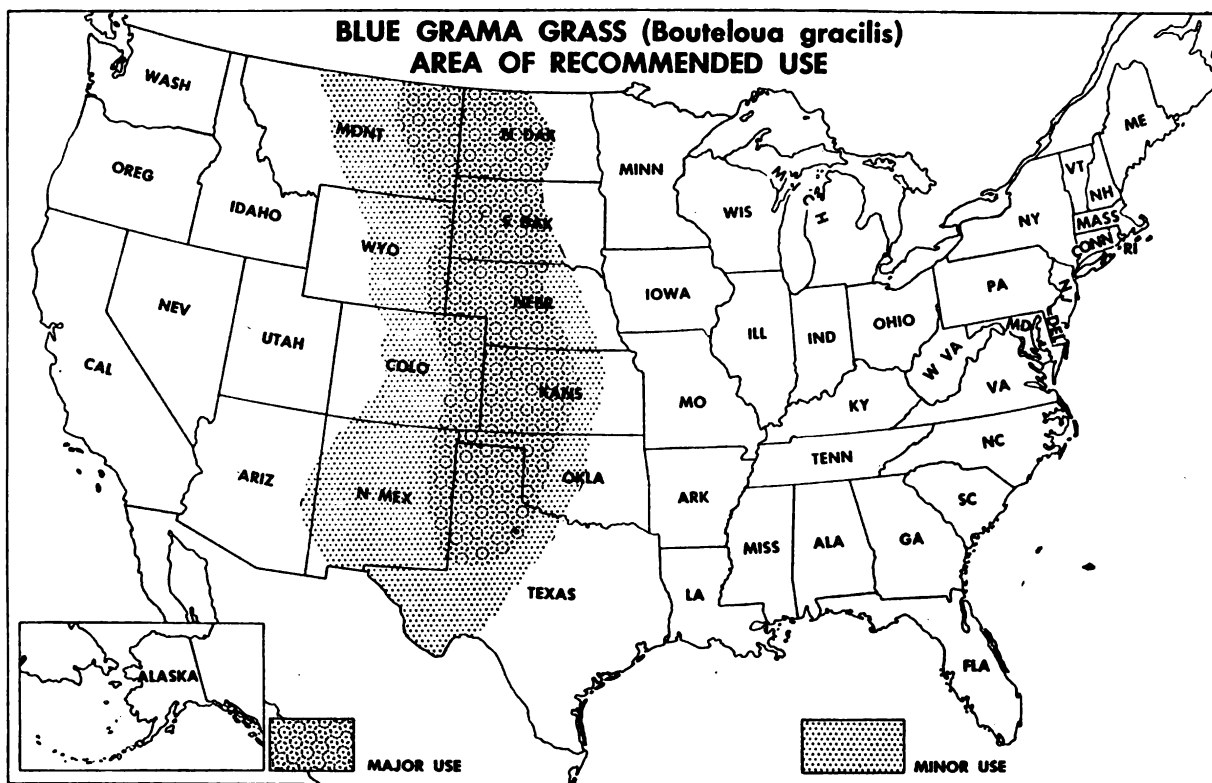 BLUE GRAMA GRASS (Bouteloua gracilis)
AREA OF RECOMMENDED USE
WASH
OREG
IDAHO
MONT
N DAK
MINN
WYO
S DAK
WIS
MICH
NY
VT
NH
ME
MASS
CONN
RI
CAL
NEV
UTAH
COLO
NEBR
IOWA
ILL
IND
OHIO
PA
NJ
MD
DEL
W VA
VA
KANS
MO
KY
ARIZ
N MEX
OKLA
ARK
TENN
NC
SC
TEXAS
LA
MISS
ALA
GA
FLA
ALASKA
MAJOR USE
MINOR USE